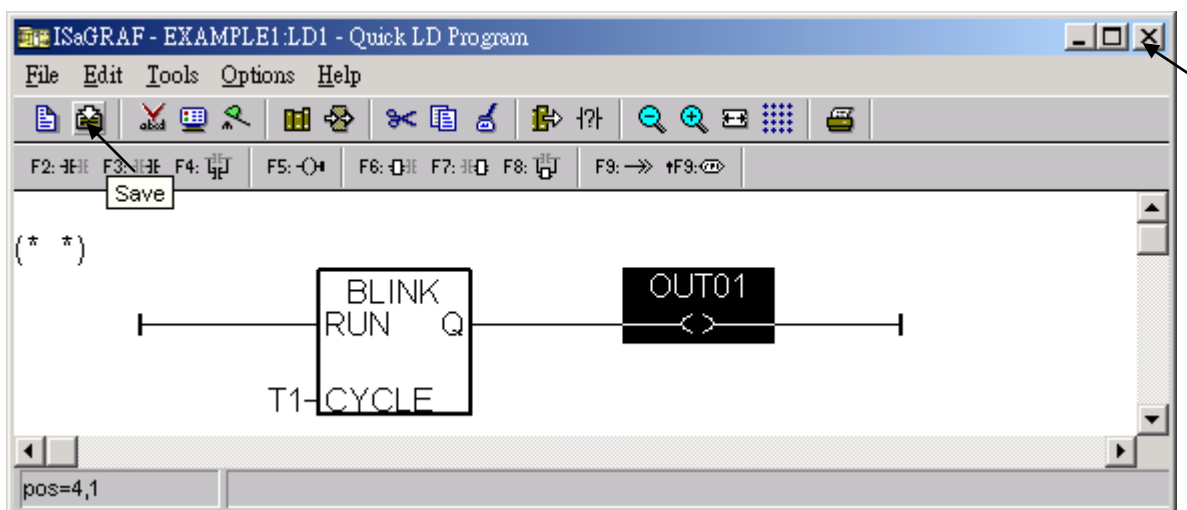 ISaGRAF - EXAMPLE1:LD1 - Quick LD Program
File Edit Tools Options Help
F2: F3: F4: F5: F6: F7: F8: F9: F9:
Save
(* *)
BLINK OUT01
RUN Q
T1 CYCLE
pos=4,1